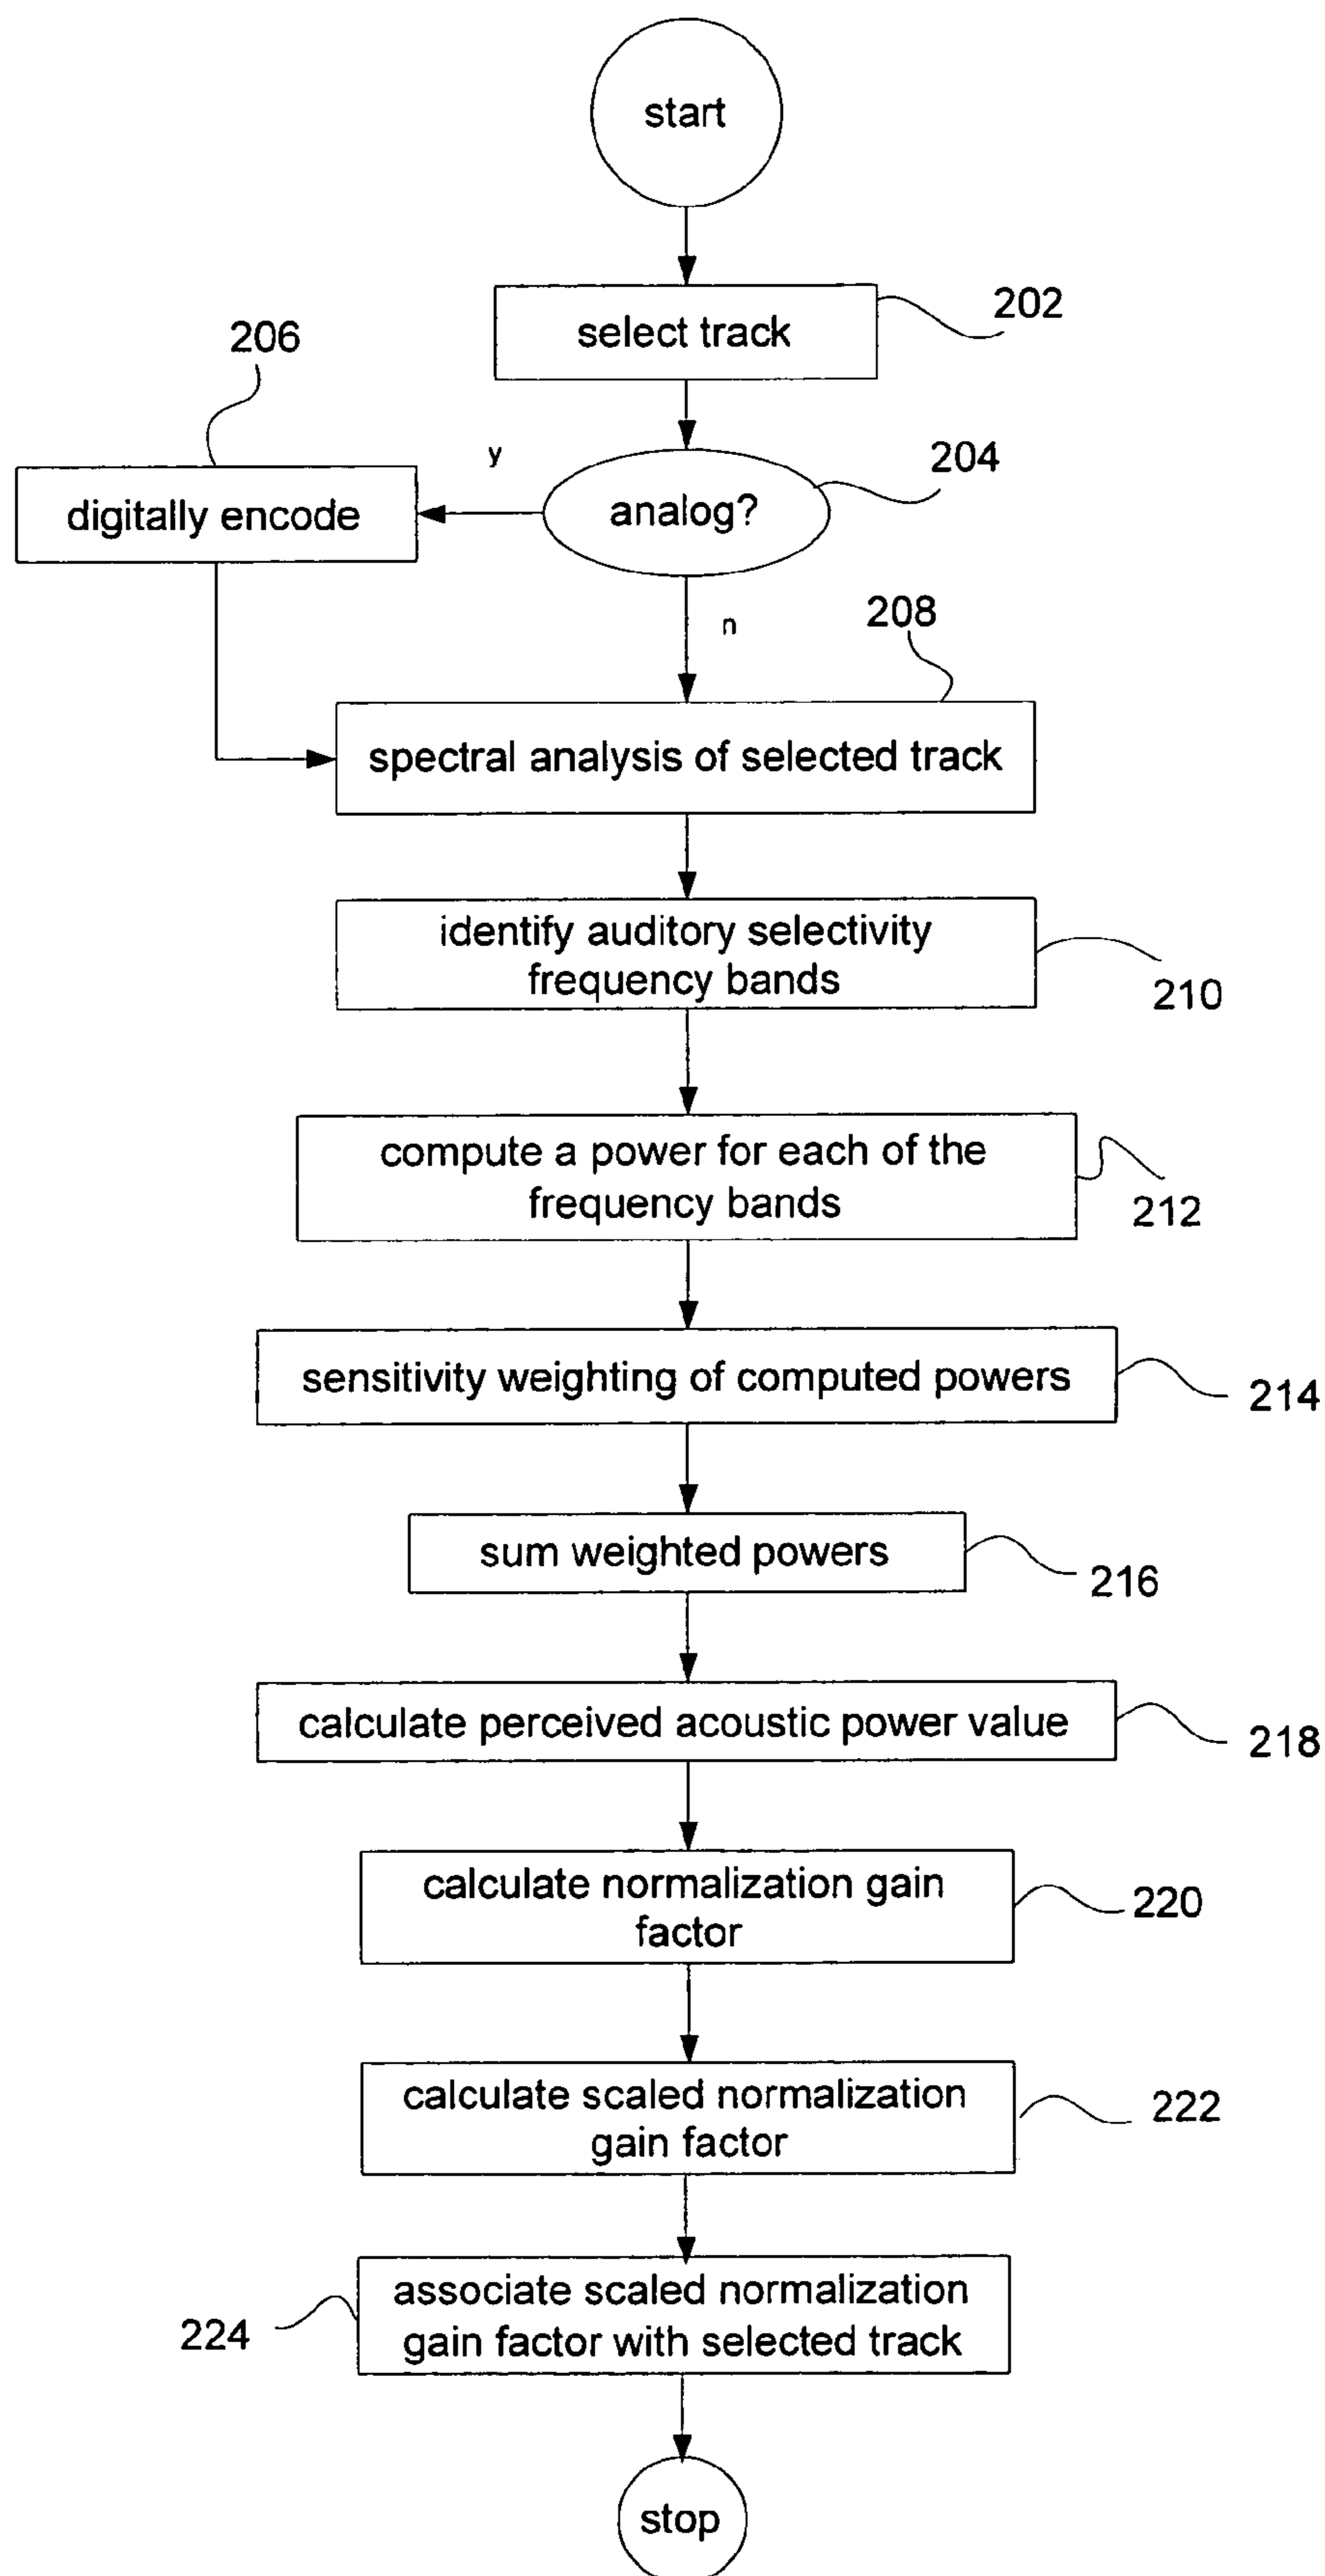 start
select track
202
206
y
204
digitally encode
analog?
n
208
spectral analysis of selected track
identify auditory selectivity
frequency bands
210
compute a power for each of the
frequency bands
212
sensitivity weighting of computed powers
214
sum weighted powers
216
calculate perceived acoustic power value
218
calculate normalization gain
factor
220
calculate scaled normalization
gain factor
222
associate scaled normalization
gain factor with selected track
224
stop